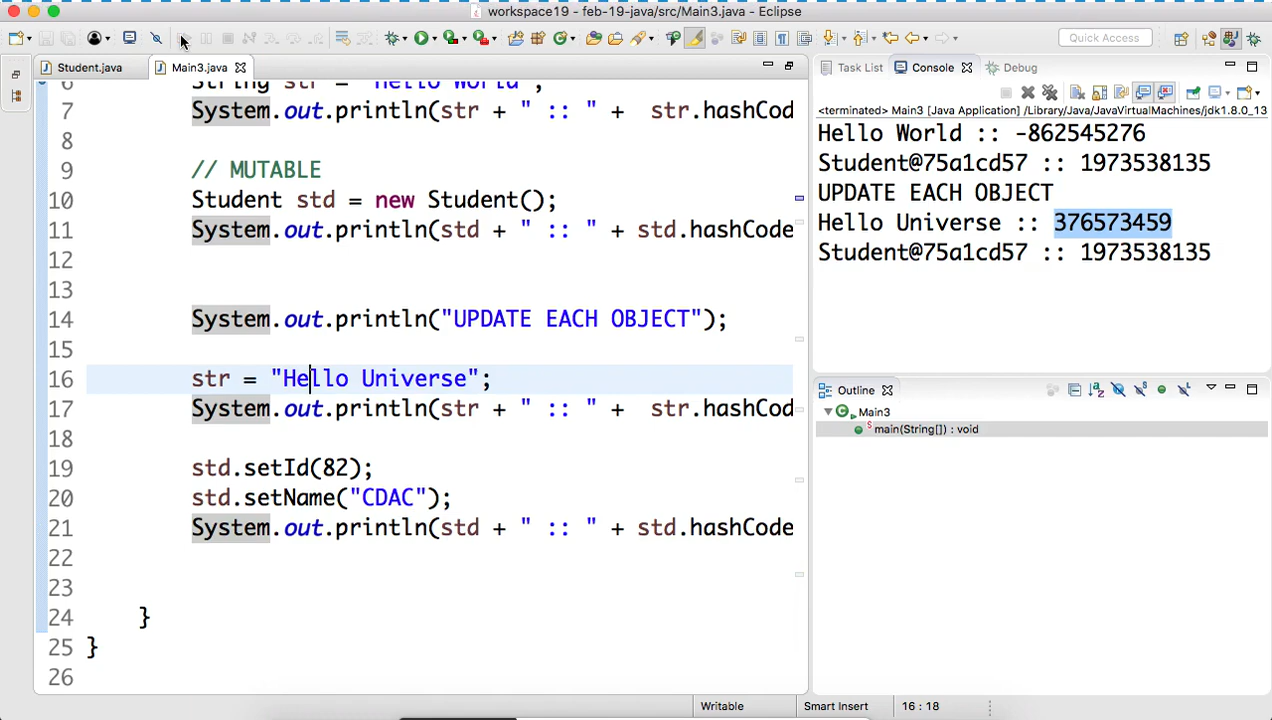 workspace19 - feb-19-java/src/Main3.java - Eclipse
Quick Access
Student.java
Main3.java
6 String str = "Hello World";
7 System.out.println(str + " :: " + str.hashCod
8
9 // MUTABLE
10 Student std = new Student();
11 System.out.println(std + " :: " + std.hashCode
12
13
14 System.out.println("UPDATE EACH OBJECT");
15
16 str = "Hello Universe";
17 System.out.println(str + " :: " + str.hashCod
18
19 std.setId(82);
20 std.setName("CDAC");
21 System.out.println(std + " :: " + std.hashCode
22
23
24 }
25 }
26
Task List
Console
Debug
<terminated> Main3 [Java Application] /Library/Java/JavaVirtualMachines/jdk1.8.0_13
Hello World :: -862545276
Student@75a1cd57 :: 1973538135
UPDATE EACH OBJECT
Hello Universe :: 376573459
Student@75a1cd57 :: 1973538135
Outline
Main3
main(String[]) : void
Writable
Smart Insert
16 : 18